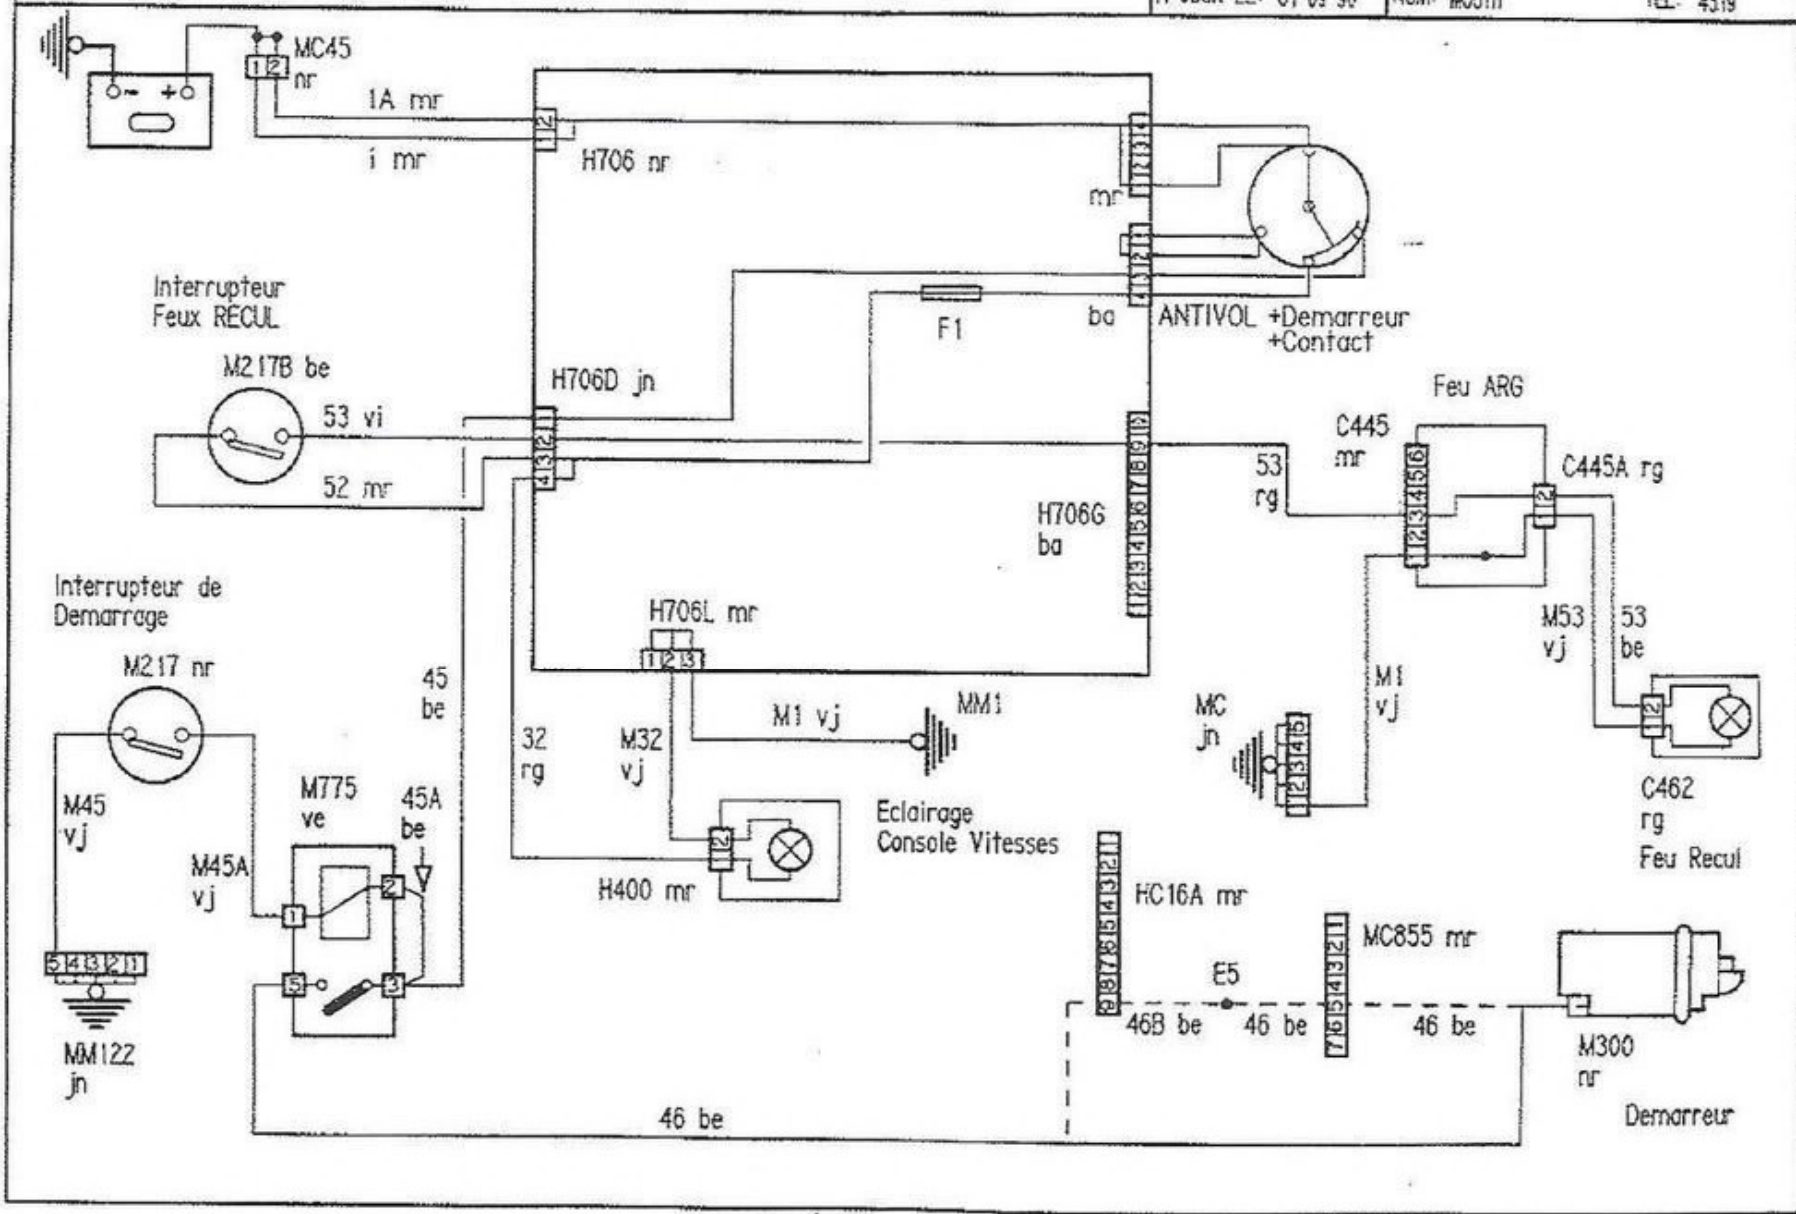 TEL: 4319
MC45
nr
1A mr
i mr
H706 nr
mr
Interrupteur
Feux RECUL
F1
ba
ANTIVOL +Demarreur
+Contact
M217B be
H706D jn
Feu ARG
53 vi
C445
mr
53
rg
C445A rg
52 mr
H706G
ba
Interrupteur de
Demarrage
H706L mr
M53
vj
53
be
M217 nr
45
be
M1
vj
MC
jn
M1 vj
MM1
32
rg
M32
vj
M775
ve
45A
be
M45
vj
C462
rg
Feu Recul
Eclairage
Console Vitesses
M45A
vj
H400 mr
HC16A mr
MC855 mr
E5
46B be
46 be
46 be
MM122
jn
M300
nr
46 be
Demarreur